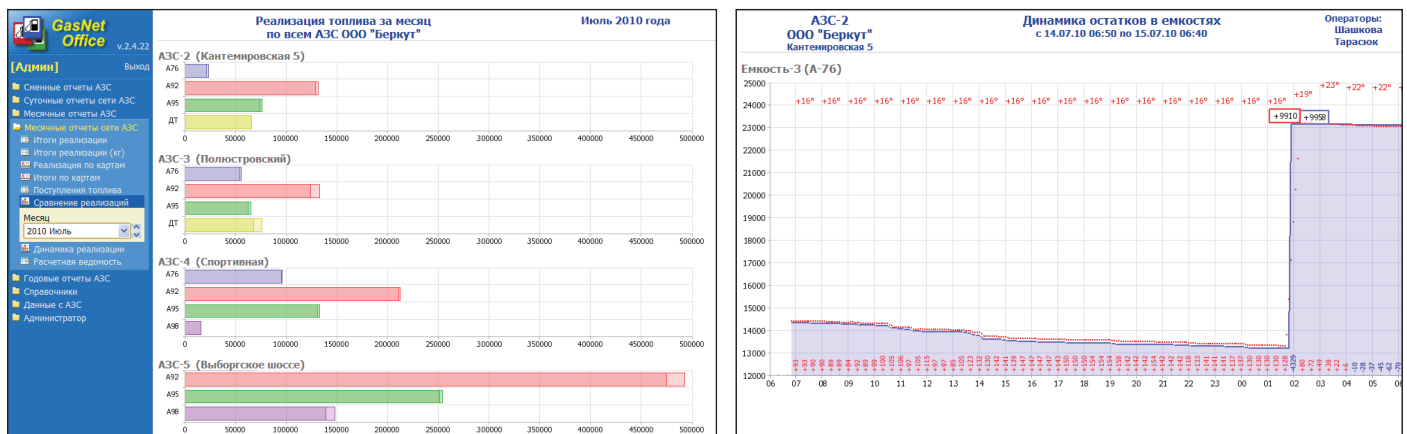 GasNet
Office
v.2.4.22
[Админ]
Выход
Сменные отчеты АЗС
Суточные отчеты сети АЗС
Месячные отчеты АЗС
Месячные отчеты сети АЗС
Итоги реализации
Итоги реализации (кг)
Реализация по картам
Итоги по картам
Поступления топлива
Сравнение реализаций
Месяц
2010 Июль
Динамика реализации
Расчетная ведомость
Годовые отчеты АЗС
Справочники
Данные с АЗС
Администратор
Реализация топлива за месяц
по всем АЗС ООО "Беркут"
Июль 2010 года
АЗС-2 (Кантемировская 5)
А76
А92
А95
ДТ
0 50000 100000 150000 200000 250000 300000 350000 400000 450000 500000
АЗС-3 (Полюстровский)
А76
А92
А95
ДТ
0 50000 100000 150000 200000 250000 300000 350000 400000 450000 500000
АЗС-4 (Спортивная)
А76
А92
А95
А98
0 50000 100000 150000 200000 250000 300000 350000 400000 450000 500000
АЗС-5 (Выборгское шоссе)
А92
А95
А98
0 50000 100000 150000 200000 250000 300000 350000 400000 450000 500000
АЗС-2
ООО "Беркут"
Кантемировская 5
Динамика остатков в емкостях
с 14.07.10 06:50 по 15.07.10 06:40
Операторы:
Шашкова
Тарасюк
Емкость-3 (А-76)
25000
24000
23000
22000
21000
20000
19000
18000
17000
16000
15000
14000
13000
12000
+16° +16° +16° +16° +16° +16° +16° +16° +16° +16° +16° +16° +16° +16° +16° +16° +16° +16° +16° +19° +23° +22° +22°
+9910 +9958
06 07 08 09 10 11 12 13 14 15 16 17 18 19 20 21 22 23 00 01 02 03 04 05 06